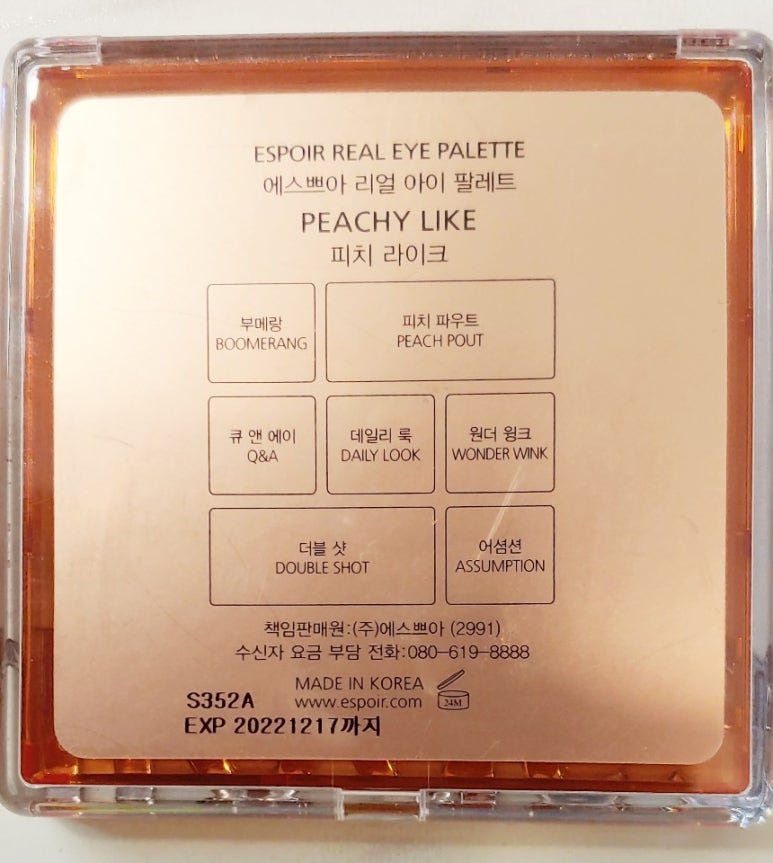 ESPOIR REAL EYE PALETTE
에스쁘아 리얼 아이 팔레트
PEACHY LIKE
피치 라이크
부메랑
BOOMERANG
피치 파우트
PEACH POUT
큐 앤 에이
Q&A
데일리 룩
DAILY LOOK
원더 윙크
WONDER WINK
더블 샷
DOUBLE SHOT
어셤션
ASSUMPTION
책임판매원:(주)에스쁘아 (2991)
수신자 요금 부담 전화:080-619-8888
MADE IN KOREA
www.espoir.com
24M
S352A
EXP 20221217까지